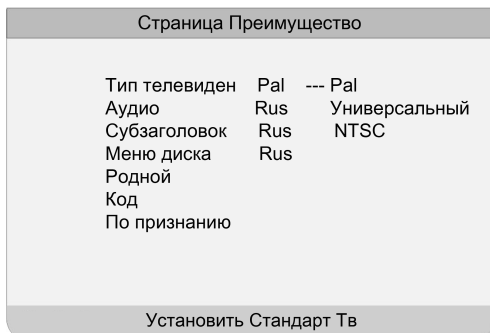 Страница Преимущество
Тип телевиден Pal --- Pal
Аудио Rus Универсальный
Субзаголовок Rus NTSC
Меню диска Rus
Родной
Код
По признанию
Установить Стандарт Тв